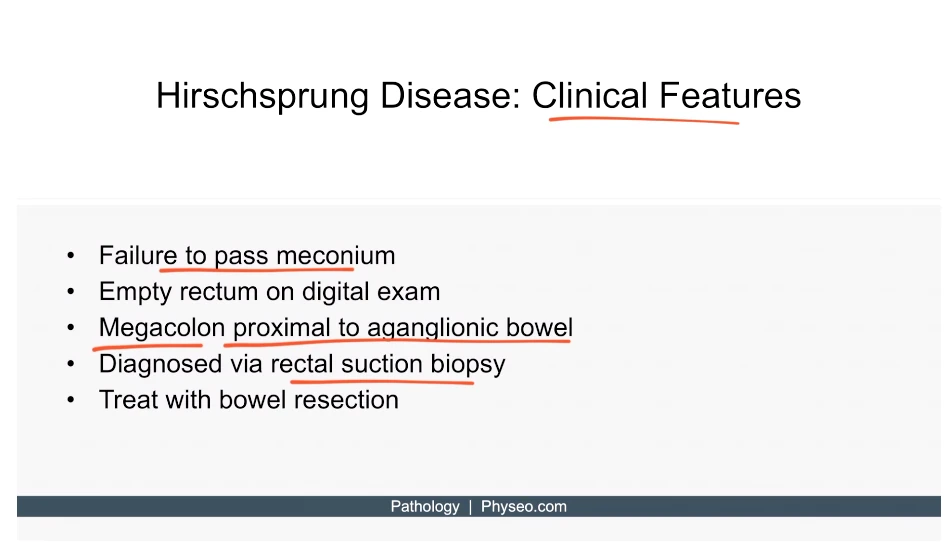 Hirschsprung Disease: Clinical Features
• Failure to pass meconium
• Empty rectum on digital exam
• Megacolon proximal to aganglionic bowel
• Diagnosed via rectal suction biopsy
• Treat with bowel resection
Pathology | Physeo.com